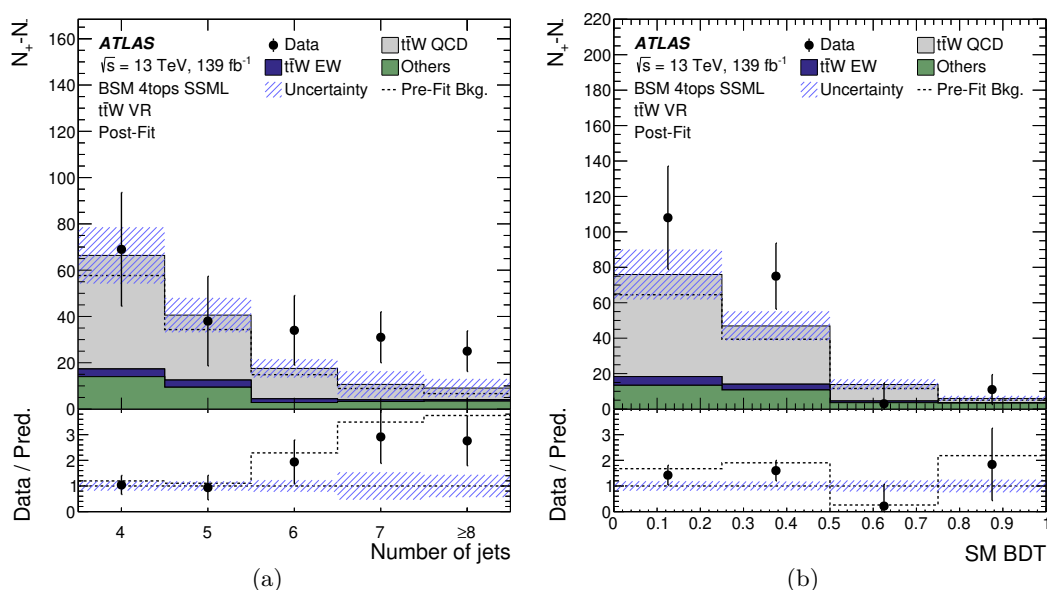 N₊-N₋
160
140
120
100
80
60
40
20
0
ATLAS
√s = 13 TeV, 139 fb⁻¹
BSM 4tops SSML
tt̄W VR
Post-Fit
Data
tt̄W QCD
tt̄W EW
Others
Uncertainty
Pre-Fit Bkg.
Data / Pred.
3
2
1
0
4 5 6 7 ≥8
Number of jets
(a)
N₊-N₋
220
200
180
160
140
120
100
80
60
40
20
0
ATLAS
√s = 13 TeV, 139 fb⁻¹
BSM 4tops SSML
tt̄W VR
Post-Fit
Data
tt̄W QCD
tt̄W EW
Others
Uncertainty
Pre-Fit Bkg.
Data / Pred.
3
2
1
0
0 0.1 0.2 0.3 0.4 0.5 0.6 0.7 0.8 0.9 1
SM BDT
(b)